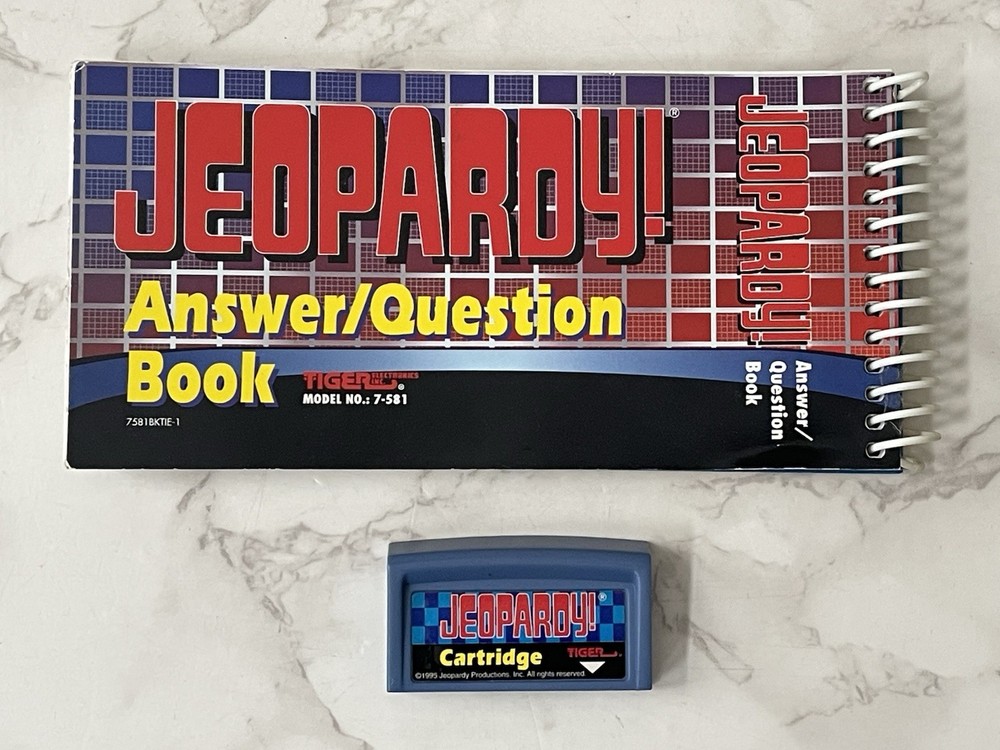 JEOPARDY!®
Answer/Question
Book
TIGER ELECTRONICS INC.®
MODEL NO.: 7-581
7581BKTIE-1
JEOPARDY!
Answer/
Question
Book
JEOPARDY!®
Cartridge
TIGER®
©1995 Jeopardy Productions, Inc. All rights reserved.